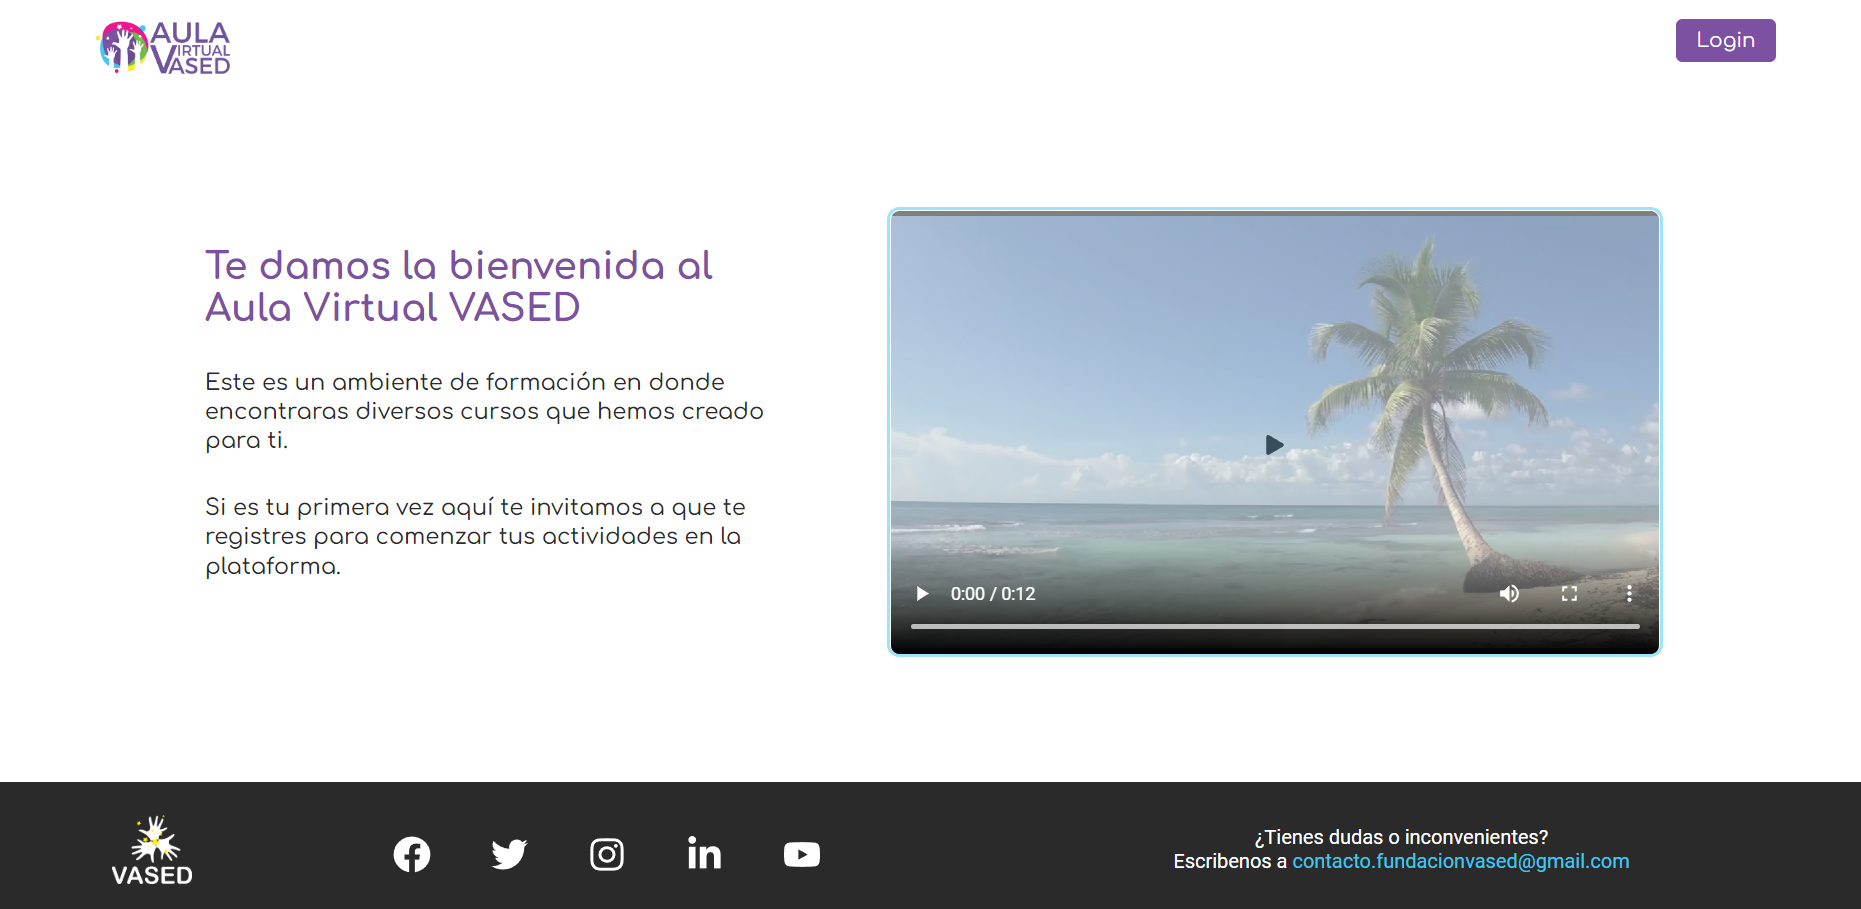 AULA
VIRTUAL
VASED
Login
Te damos la bienvenida al
Aula Virtual VASED
Este es un ambiente de formación en donde
encontraras diversos cursos que hemos creado
para ti.
Si es tu primera vez aquí te invitamos a que te
registres para comenzar tus actividades en la
plataforma.
0:00 / 0:12
VASED
¿Tienes dudas o inconvenientes?
Escribenos a contacto.fundacionvased@gmail.com